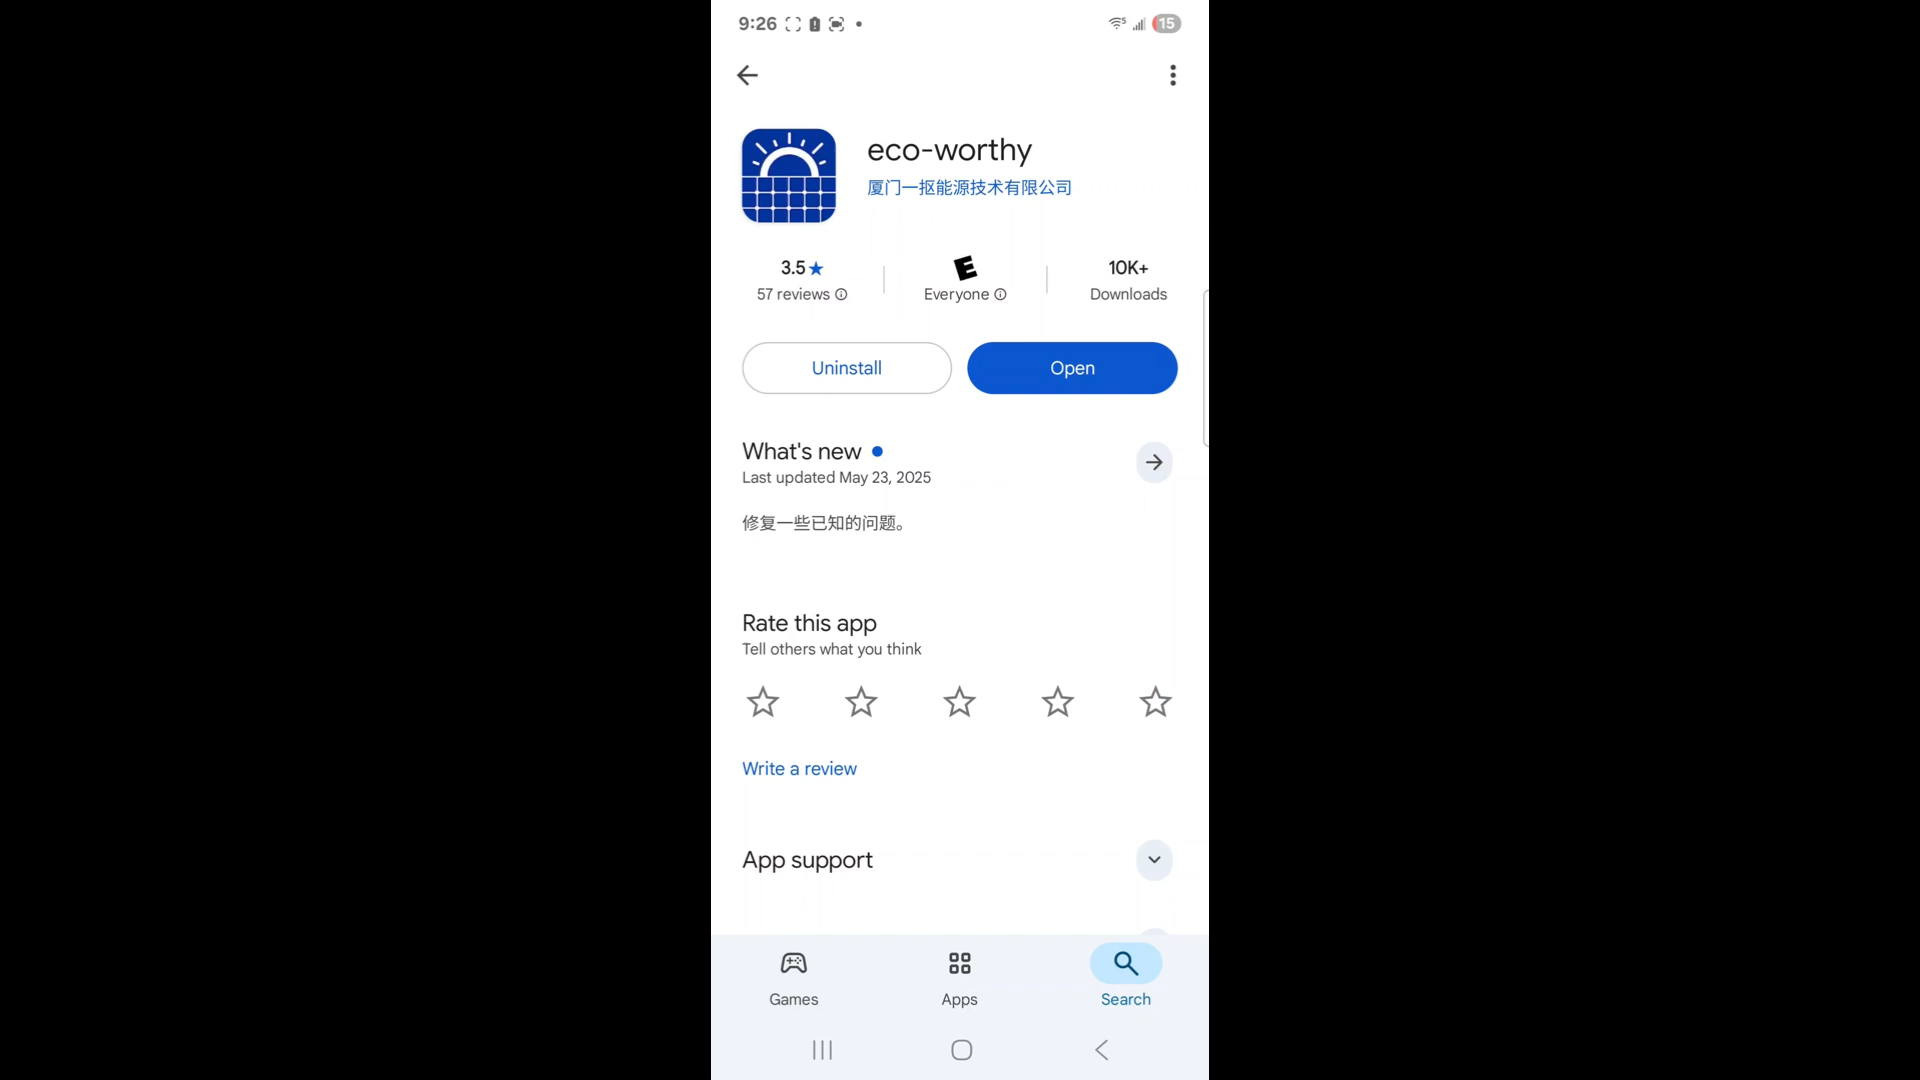 9:26
15
eco-worthy
厦门一抠能源技术有限公司
3.5★
E
10K+
57 reviews
Everyone
Downloads
Uninstall
Open
What's new
Last updated May 23, 2025
修复一些已知的问题。
Rate this app
Tell others what you think
Write a review
App support
Games
Apps
Search